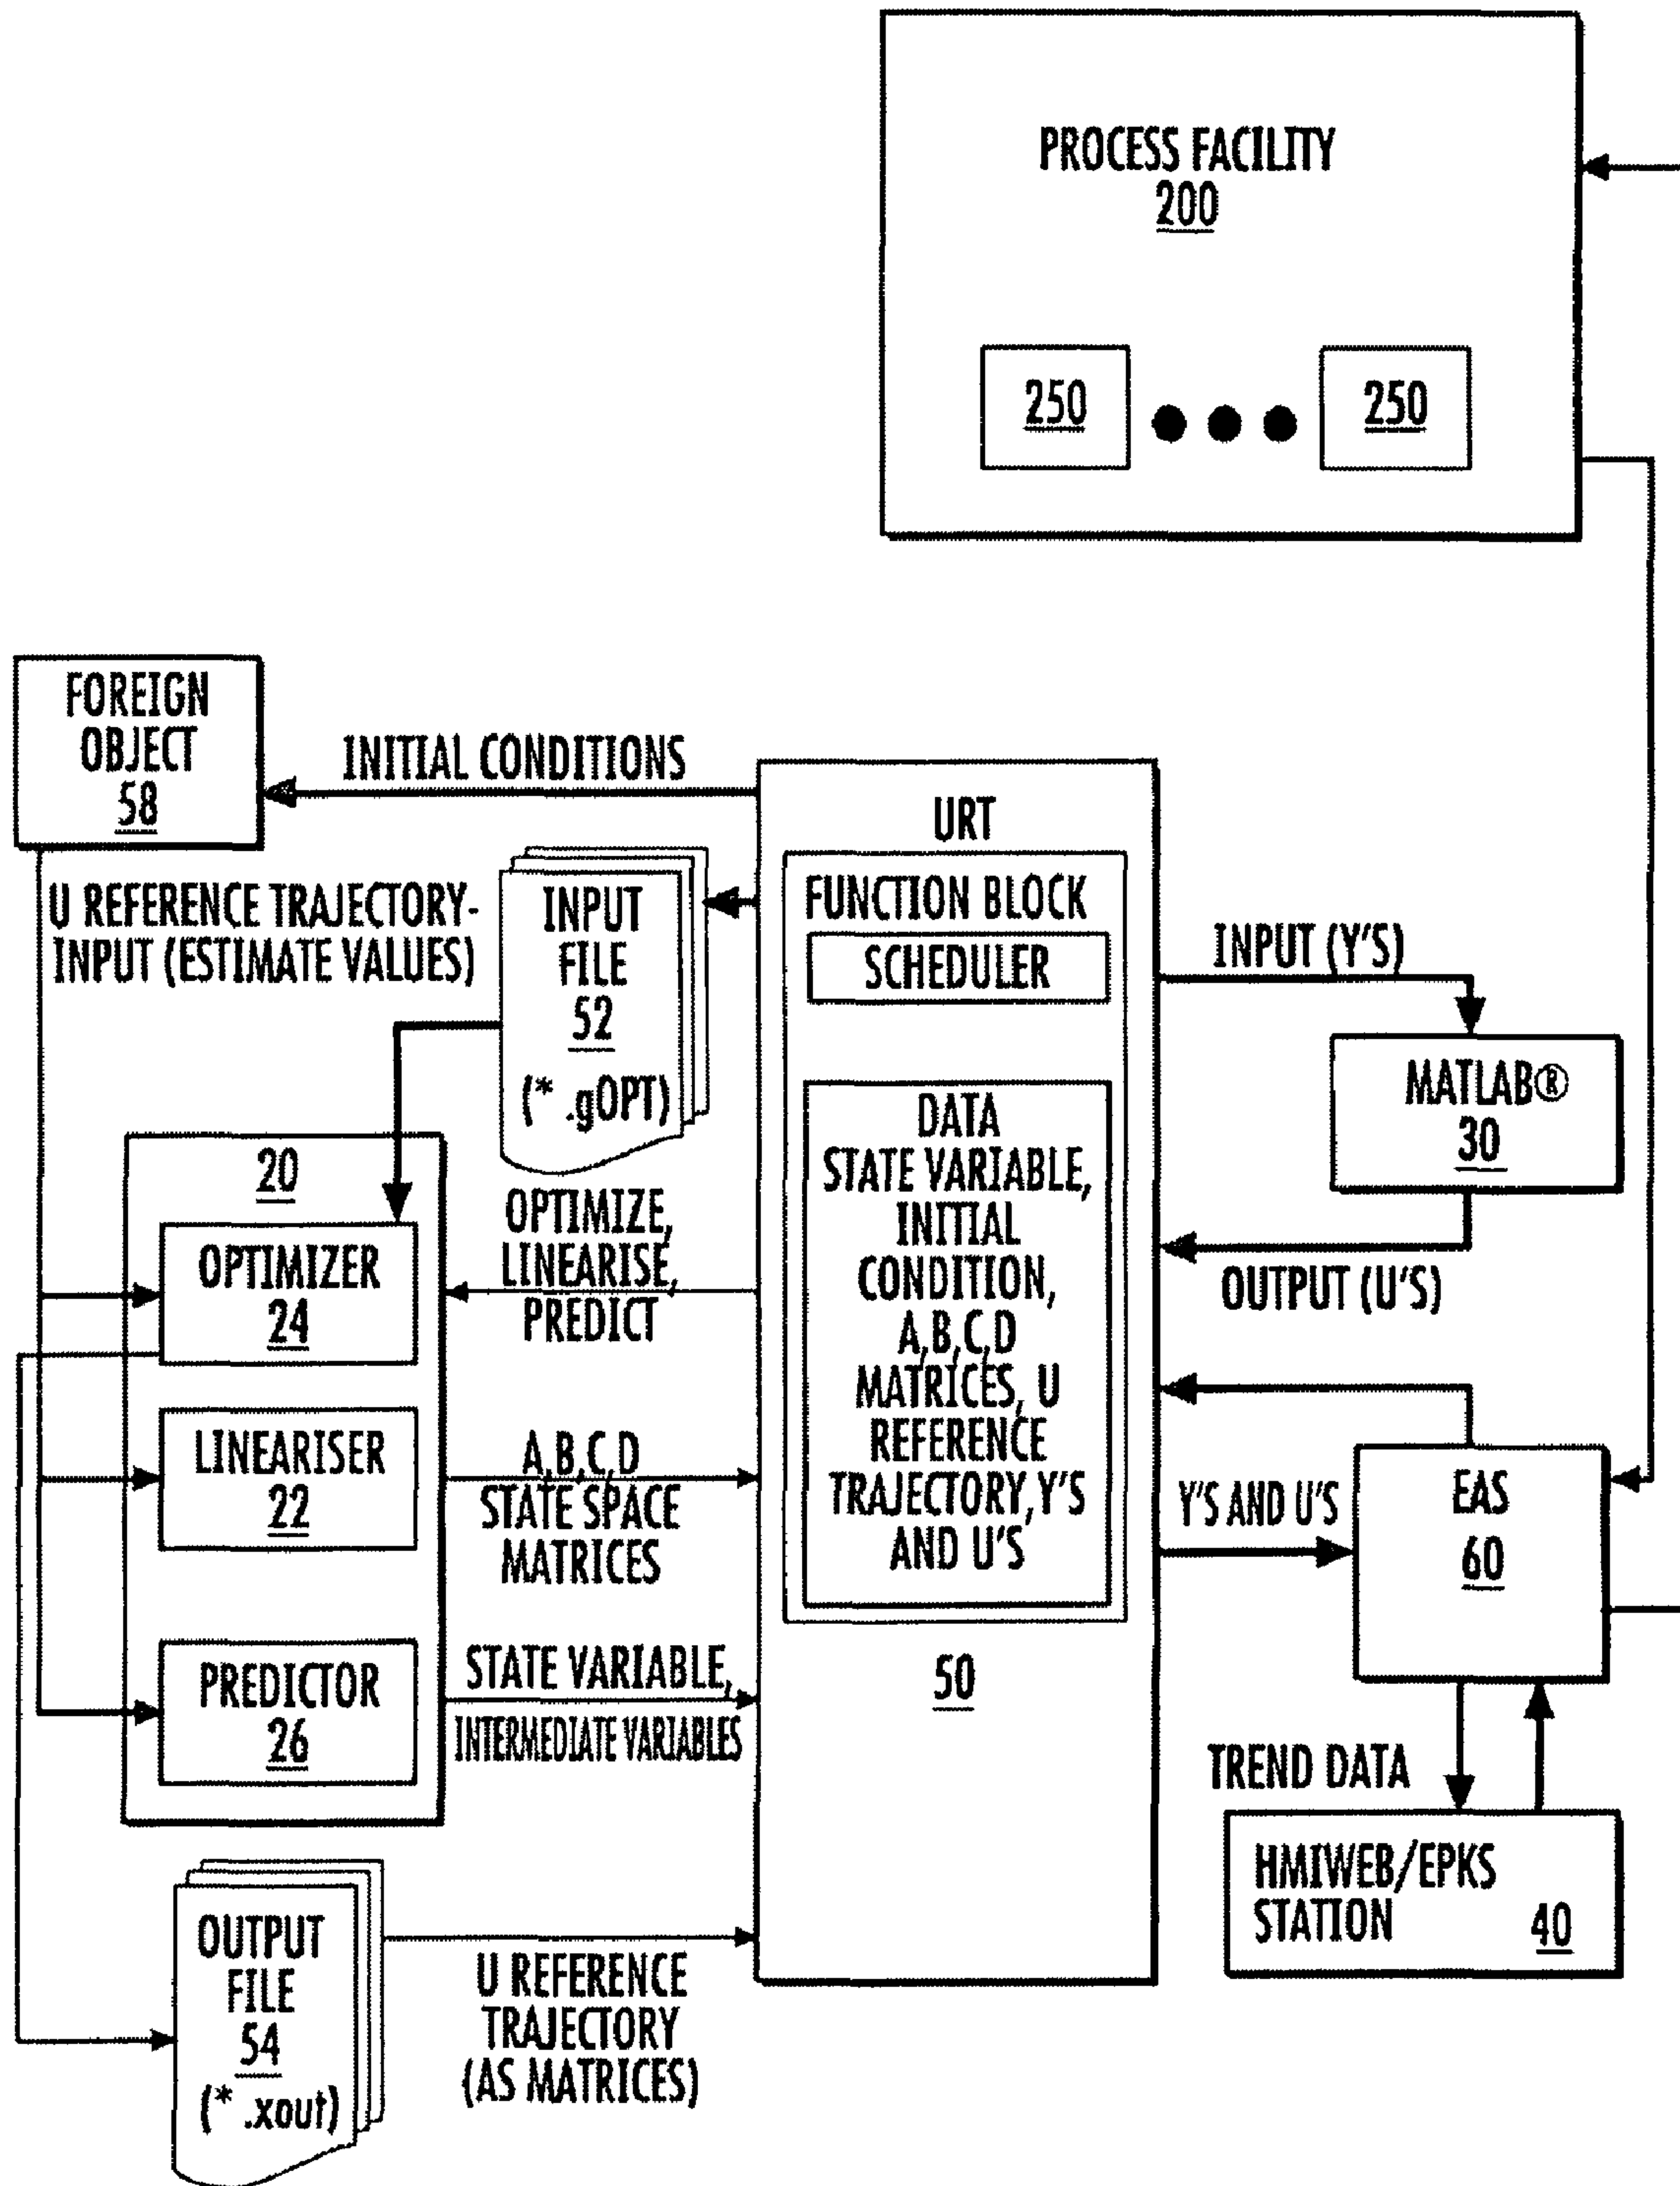 PROCESS FACILITY
200
250
250
FOREIGN
OBJECT
58
INITIAL CONDITIONS
U REFERENCE TRAJECTORY-
INPUT (ESTIMATE VALUES)
INPUT
FILE
52
(* .gOPT)
URT
FUNCTION BLOCK
SCHEDULER
DATA
STATE VARIABLE,
INITIAL
CONDITION,
A,B,C,D
MATRICES, U
REFERENCE
TRAJECTORY,Y'S
AND U'S
50
INPUT (Y'S)
MATLAB®
30
OUTPUT (U'S)
20
OPTIMIZER
24
LINEARISER
22
PREDICTOR
26
OPTIMIZE,
LINEARISE,
PREDICT
A,B,C,D
STATE SPACE
MATRICES
STATE VARIABLE,
INTERMEDIATE VARIABLES
Y'S AND U'S
EAS
60
TREND DATA
HMIWEB/EPKS
STATION 40
OUTPUT
FILE
54
(* .xout)
U REFERENCE
TRAJECTORY
(AS MATRICES)